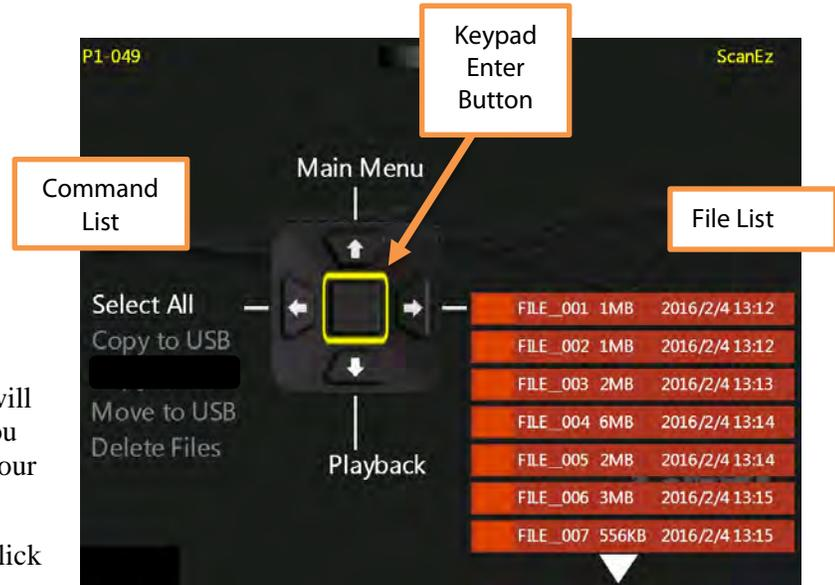 Keypad
Enter
Button
P1-049
ScanEz
Command
List
Main Menu
File List
Select All
Copy to USB
Move to USB
Delete Files
Playback
FILE_001 1MB 2016/2/4 13:12
FILE_002 1MB 2016/2/4 13:12
FILE_003 2MB 2016/2/4 13:13
FILE_004 6MB 2016/2/4 13:14
FILE_005 2MB 2016/2/4 13:14
FILE_006 3MB 2016/2/4 13:15
FILE_007 556KB 2016/2/4 13:15